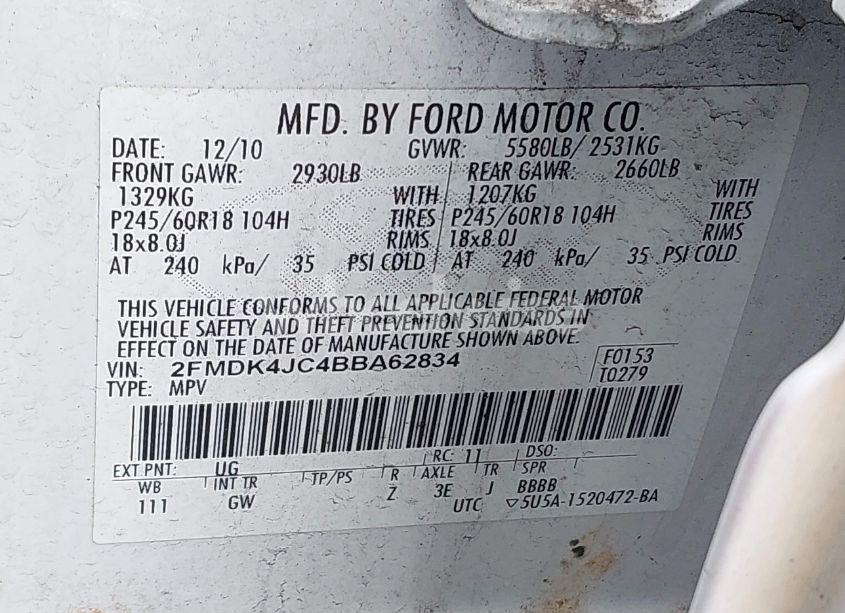 MFD. BY FORD MOTOR CO.
DATE: 12/10 GVWR: 5580LB/ 2531KG
FRONT GAWR: 2930LB REAR GAWR: 2660LB
1329KG WITH 1207KG WITH
P245/60R18 104H TIRES P245/60R18 104H TIRES
18x8.0J RIMS 18x8.0J RIMS
AT 240 kPa/ 35 PSI COLD AT 240 kPa/ 35 PSI COLD
THIS VEHICLE CONFORMS TO ALL APPLICABLE FEDERAL MOTOR
VEHICLE SAFETY AND THEFT PREVENTION STANDARDS IN
EFFECT ON THE DATE OF MANUFACTURE SHOWN ABOVE.
VIN: 2FMDK4JC4BBA62834 F0153
TYPE: MPV T0279
EXT PNT: UG RC: 11 DSO:
WB INT TR TP/PS R AXLE TR SPR
111 GW Z 3E J BBBB
UTC ▽5U5A-1520472-BA